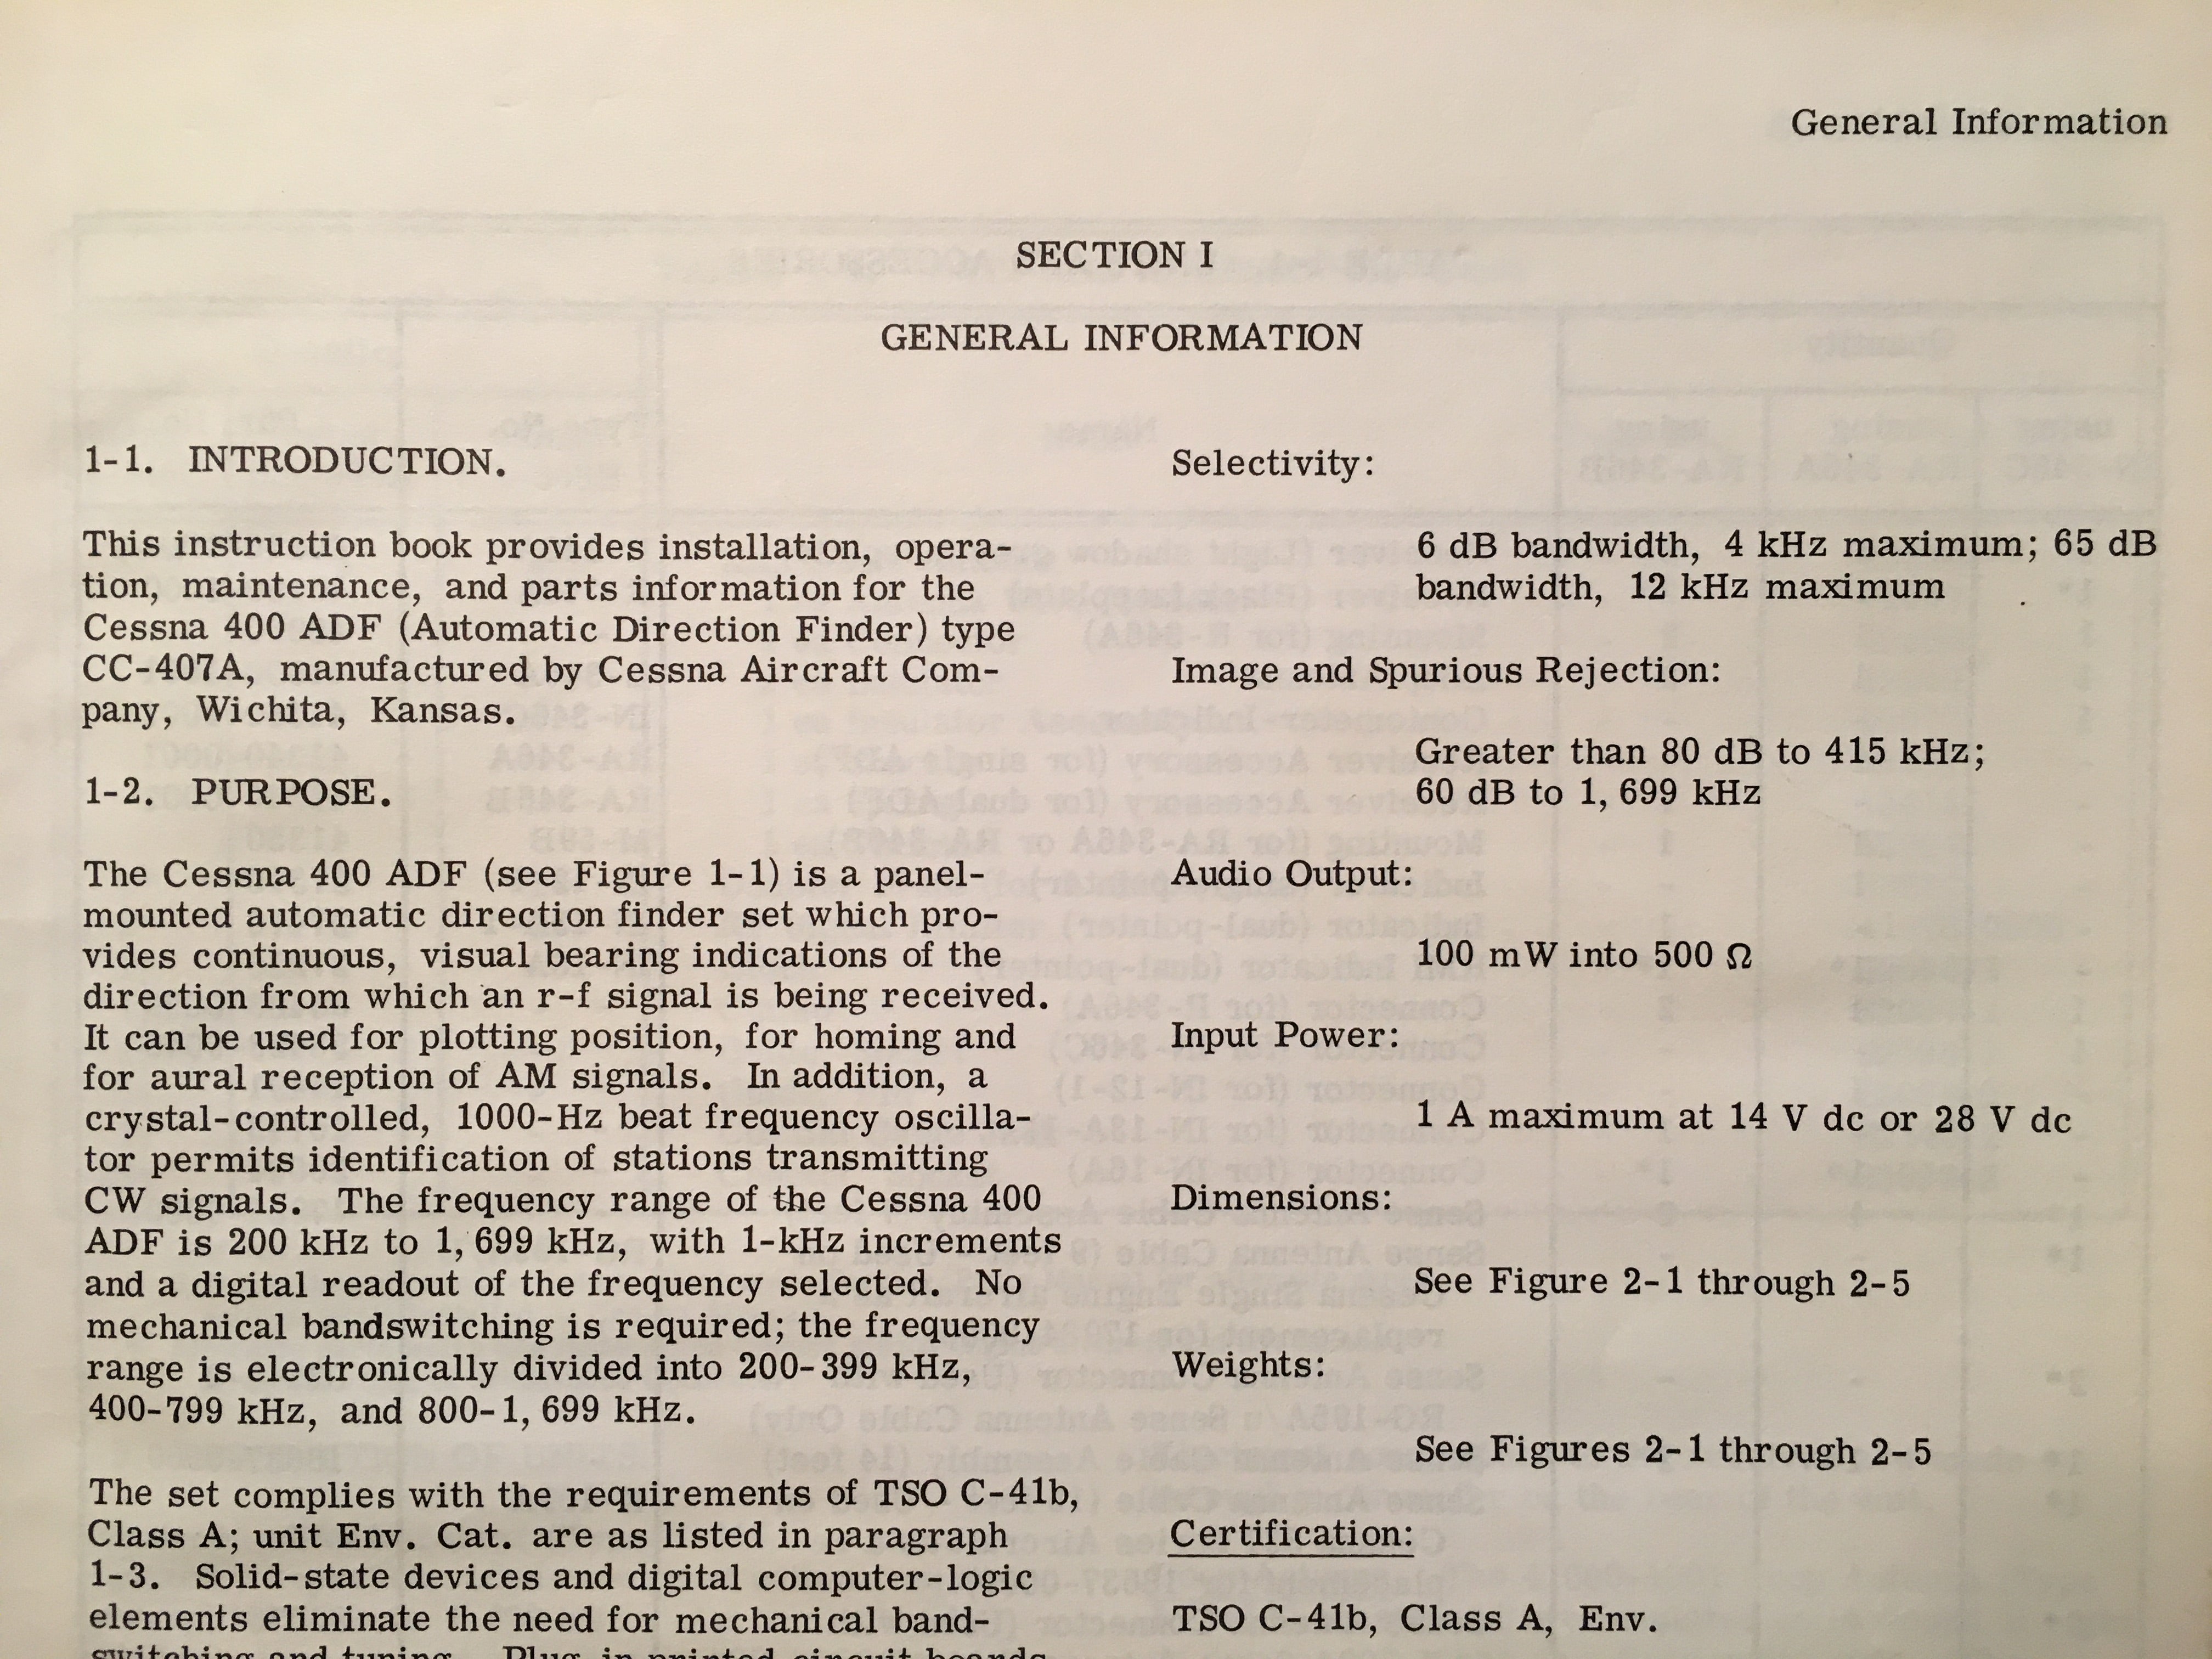 General Information
SECTION I
GENERAL INFORMATION
1-1. INTRODUCTION.
This instruction book provides installation, opera-
tion, maintenance, and parts information for the
Cessna 400 ADF (Automatic Direction Finder) type
CC-407A, manufactured by Cessna Aircraft Com-
pany, Wichita, Kansas.
1-2. PURPOSE.
The Cessna 400 ADF (see Figure 1-1) is a panel-
mounted automatic direction finder set which pro-
vides continuous, visual bearing indications of the
direction from which an r-f signal is being received.
It can be used for plotting position, for homing and
for aural reception of AM signals. In addition, a
crystal-controlled, 1000-Hz beat frequency oscilla-
tor permits identification of stations transmitting
CW signals. The frequency range of the Cessna 400
ADF is 200 kHz to 1, 699 kHz, with 1-kHz increments
and a digital readout of the frequency selected. No
mechanical bandswitching is required; the frequency
range is electronically divided into 200-399 kHz,
400-799 kHz, and 800-1, 699 kHz.
The set complies with the requirements of TSO C-41b,
Class A; unit Env. Cat. are as listed in paragraph
1-3. Solid-state devices and digital computer-logic
elements eliminate the need for mechanical band-
switching and tuning. Plug-in printed circuit boards
Selectivity:
6 dB bandwidth, 4 kHz maximum; 65 dB
bandwidth, 12 kHz maximum
Image and Spurious Rejection:
Greater than 80 dB to 415 kHz;
60 dB to 1, 699 kHz
Audio Output:
100 mW into 500 Ω
Input Power:
1 A maximum at 14 V dc or 28 V dc
Dimensions:
See Figure 2-1 through 2-5
Weights:
See Figures 2-1 through 2-5
Certification:
TSO C-41b, Class A, Env.